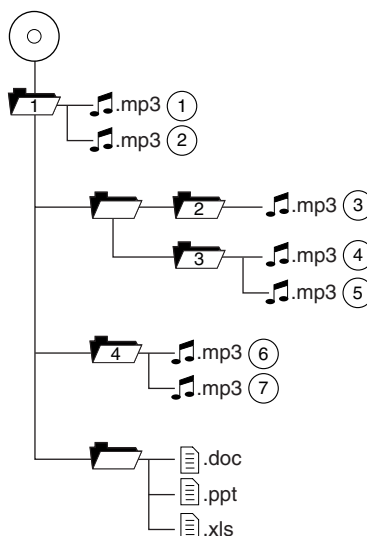 1 .mp3 1
.mp3 2
2 .mp3 3
3 .mp3 4
.mp3 5
4 .mp3 6
.mp3 7
.doc
.ppt
.xls